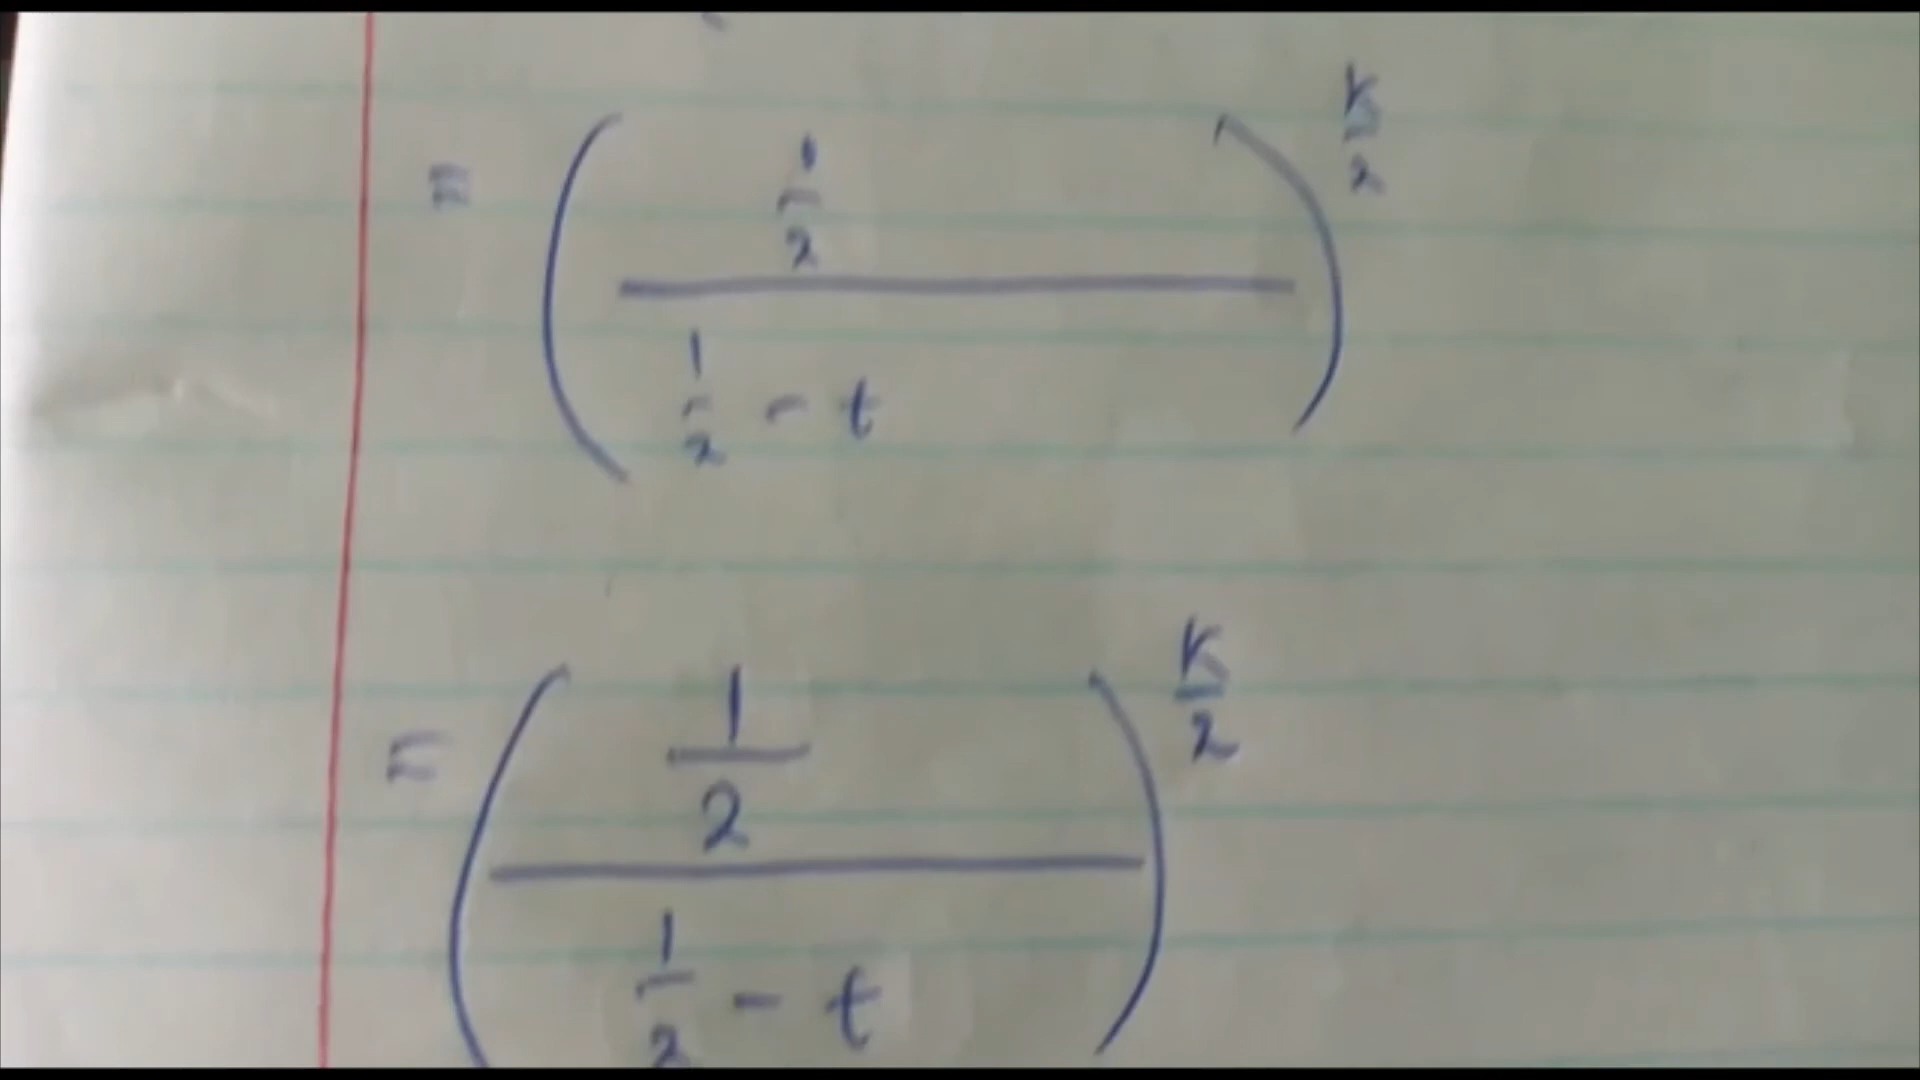 = ( 1/2 / 1/2 - t ) K/2
= ( 1/2 / 1/2 - t ) K/2